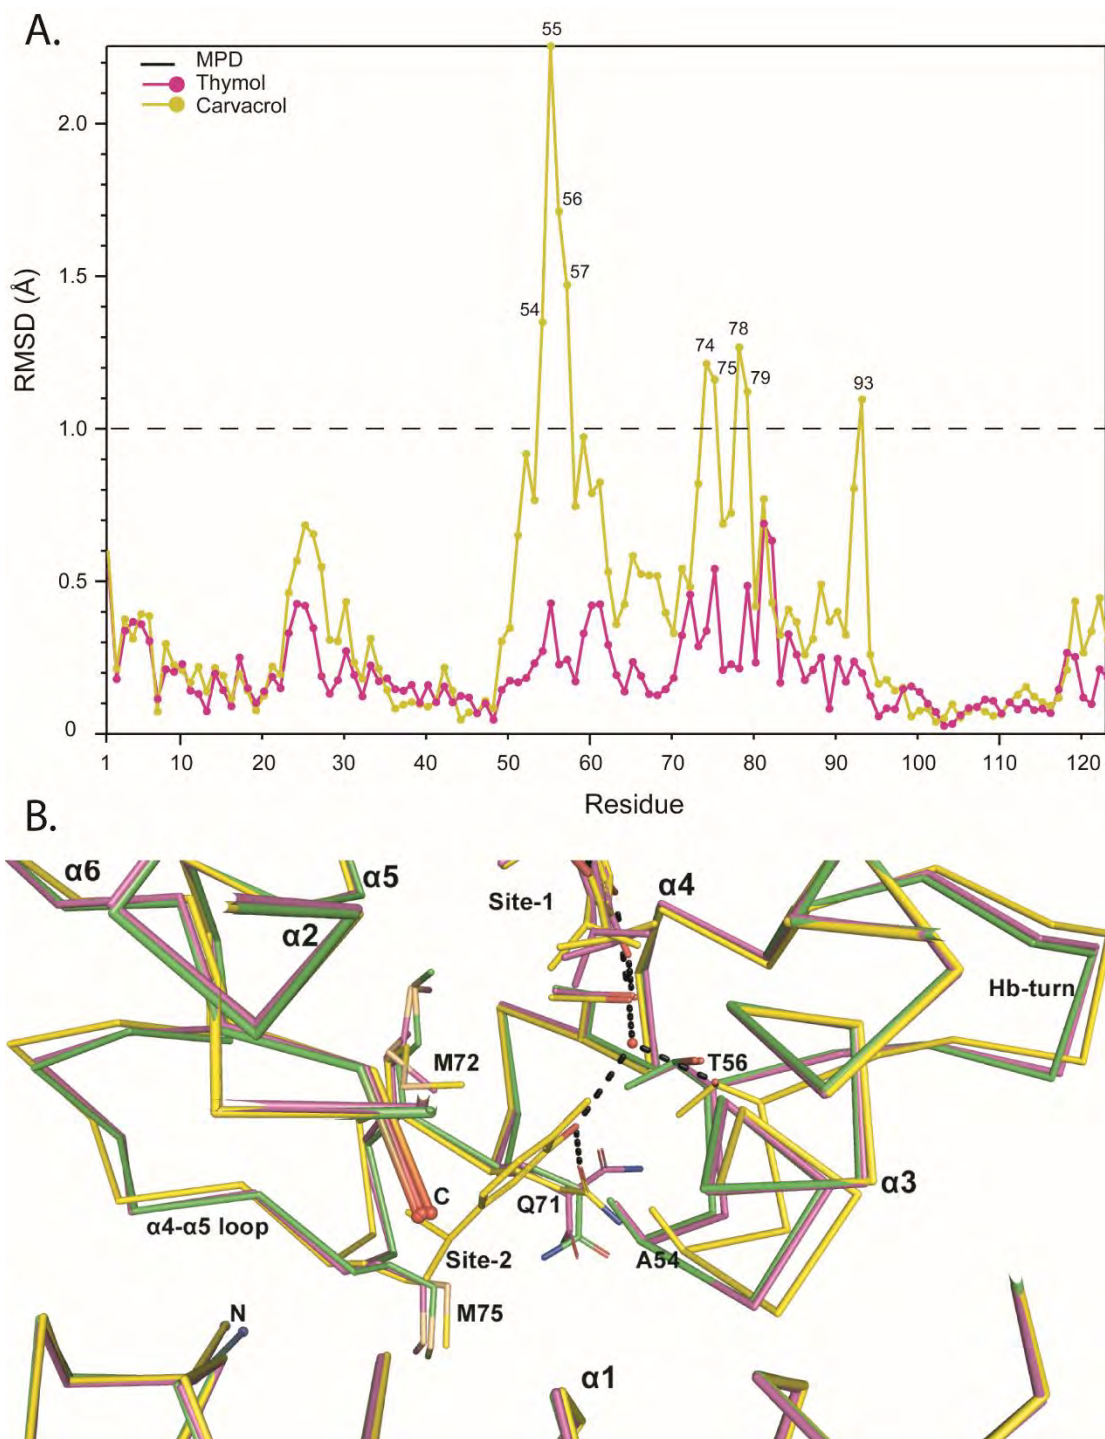 A.
MPD
Thymol
Carvacrol
55
56
57
54
74
75
78
79
93
RMSD (Å)
2.0
1.5
1.0
0.5
0
1 10 20 30 40 50 60 70 80 90 100 110 120
Residue
B.
α6
α5
α2
Site-1
α4
Hb-turn
M72
T56
C
Q71
α3
α4-α5 loop
Site-2
A54
M75
N
α1